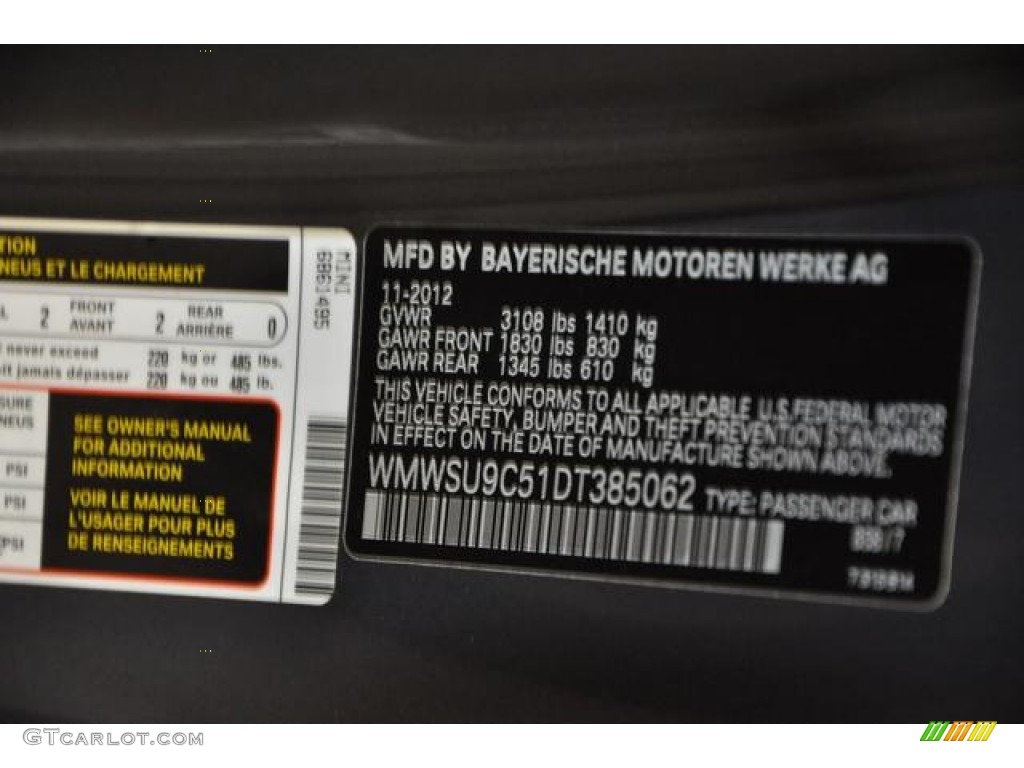 TION
NEUS ET LE CHARGEMENT
2 FRONT AVANT 2 REAR ARRIÈRE 0
never exceed 220 kg or 485 lbs.
it jamais dépasser 220 kg ou 485 lb.
SURE
NEUS
PSI
PSI
PSI
SEE OWNER'S MANUAL
FOR ADDITIONAL
INFORMATION
VOIR LE MANUEL DE
L'USAGER POUR PLUS
DE RENSEIGNEMENTS
MINI
6861495
MFD BY BAYERISCHE MOTOREN WERKE AG
11-2012
GVWR 3108 lbs 1410 kg
GAWR FRONT 1830 lbs 830 kg
GAWR REAR 1345 lbs 610 kg
THIS VEHICLE CONFORMS TO ALL APPLICABLE U.S.FEDERAL MOTOR
VEHICLE SAFETY, BUMPER AND THEFT PREVENTION STANDARDS
IN EFFECT ON THE DATE OF MANUFACTURE SHOWN ABOVE.
WMWSU9C51DT385062 TYPE: PASSENGER CAR
GTCARLOT.COM